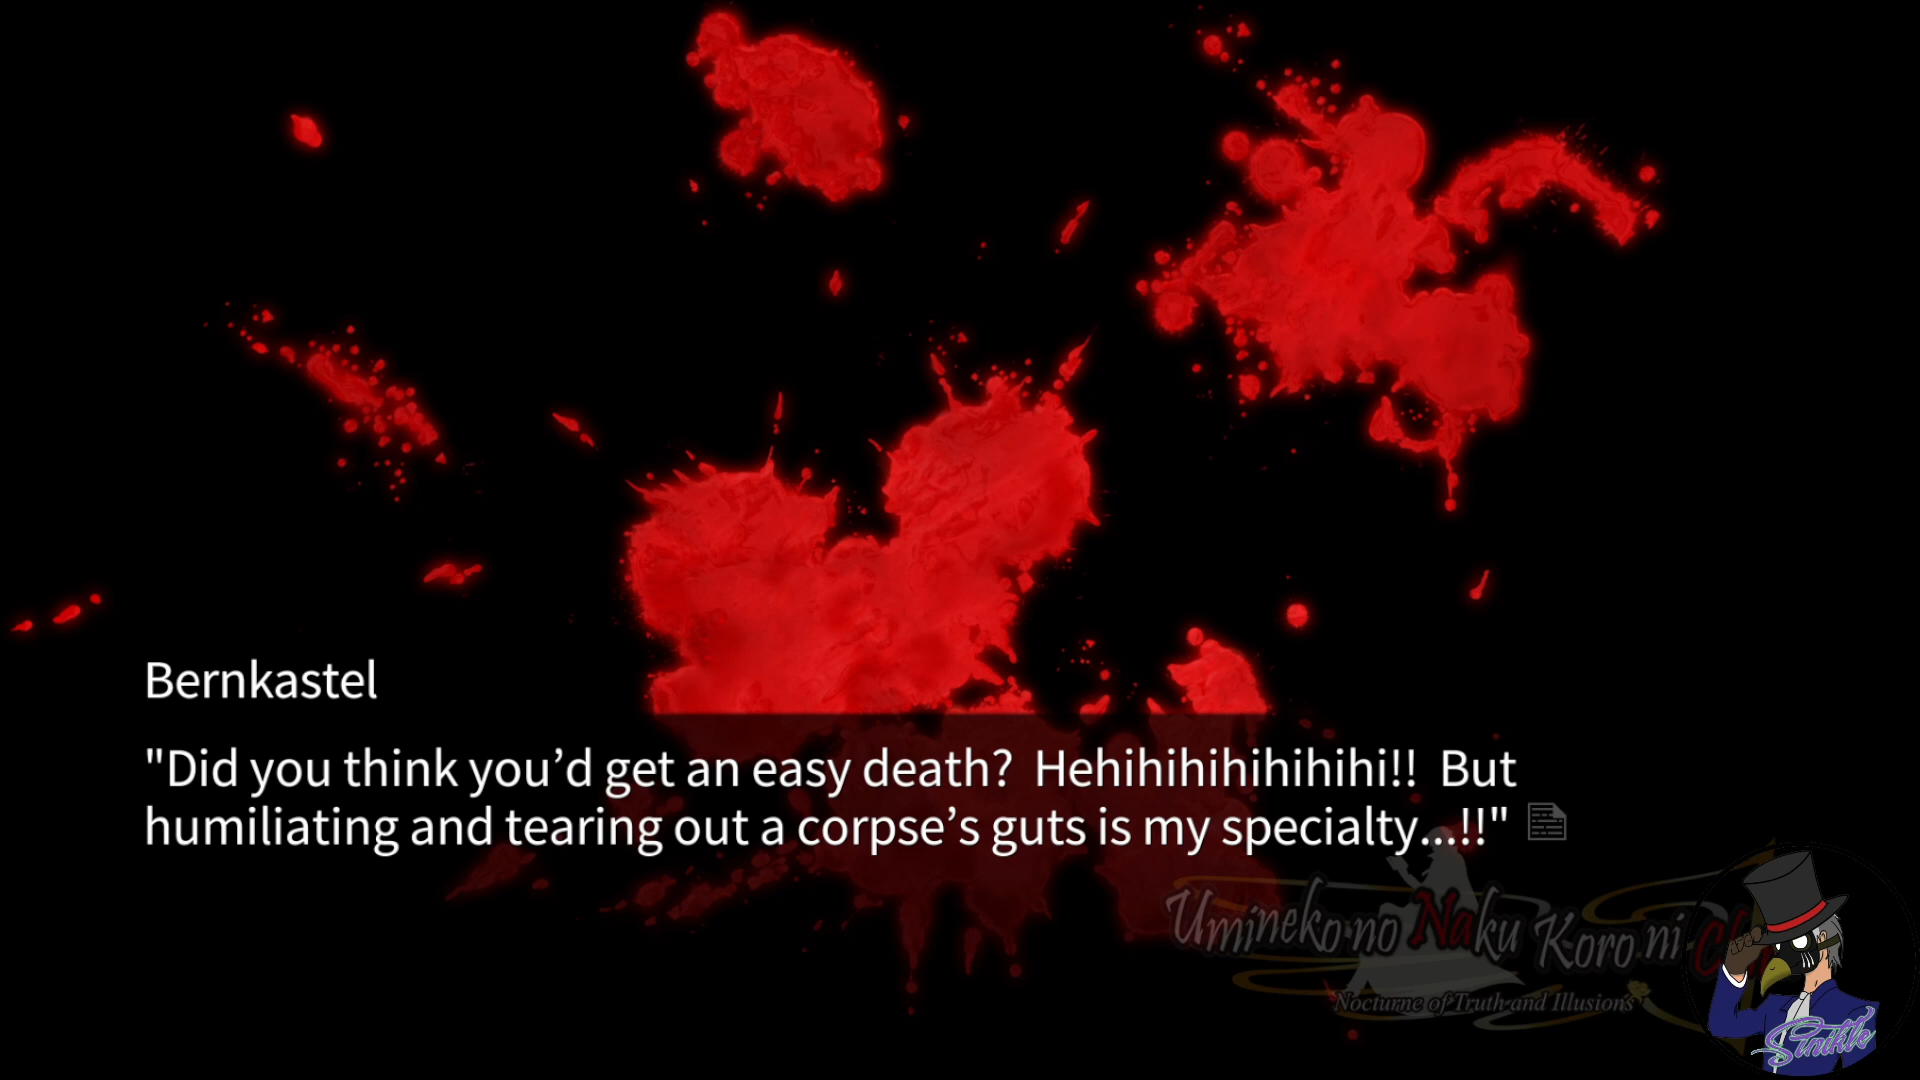 Bernkastel
"Did you think you’d get an easy death?  Hehihihihihihihi!!  But
humiliating and tearing out a corpse’s guts is my specialty...!!"
Umineko no Naku Koro ni
Nocturne of Truth and Illusions